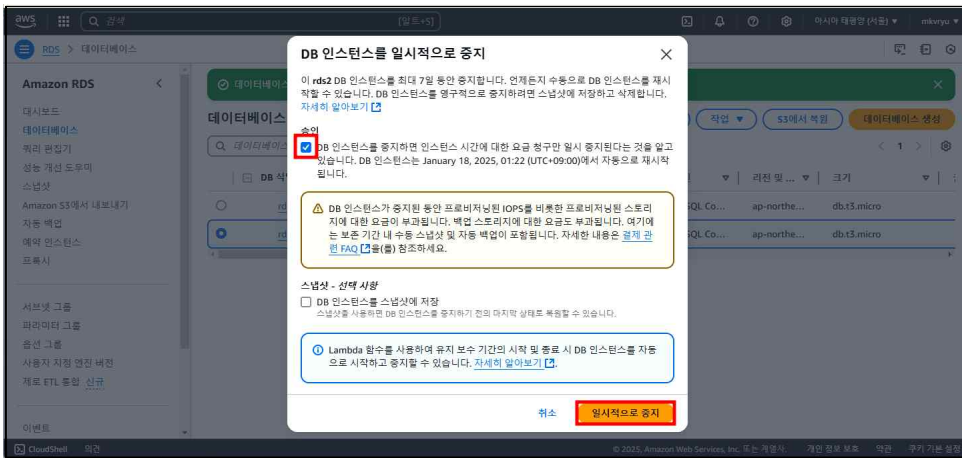 aws
검색
[알트+S]
아시아 태평양 (서울)
mkvryu
RDS > 데이터베이스
Amazon RDS
대시보드
데이터베이스
쿼리 편집기
성능 개선 도우미
스냅샷
Amazon S3에서 내보내기
자동 백업
예약 인스턴스
프록시
서브넷 그룹
파라미터 그룹
옵션 그룹
사용자 지정 엔진 버전
제로 ETL 통합 신규
이벤트
데이터베이스
작업
S3에서 복원
데이터베이스 생성
1
DB 식
리전 및 ...
크기
QL Co...
ap-northe...
db.t3.micro
SQL Co...
ap-northe...
db.t3.micro
DB 인스턴스를 일시적으로 중지
이 rds2 DB 인스턴스를 최대 7일 동안 중지합니다. 언제든지 수동으로 DB 인스턴스를 재시
작할 수 있습니다. DB 인스턴스를 영구적으로 중지하려면 스냅샷에 저장하고 삭제합니다.
자세히 알아보기
승인
DB 인스턴스를 중지하면 인스턴스 시간에 대한 요금 청구만 일시 중지된다는 것을 알고
있습니다. DB 인스턴스는 January 18, 2025, 01:22 (UTC+09:00)에서 자동으로 재시작
됩니다.
DB 인스턴스가 중지된 동안 프로비저닝된 IOPS를 비롯한 프로비저닝된 스토리
지에 대한 요금이 부과됩니다. 백업 스토리지에 대한 요금도 부과됩니다. 여기에
는 보존 기간 내 수동 스냅샷 및 자동 백업이 포함됩니다. 자세한 내용은 결제 관
련 FAQ 을(를) 참조하세요.
스냅샷 - 선택 사항
DB 인스턴스를 스냅샷에 저장
스냅샷을 사용하면 DB 인스턴스를 중지하기 전의 마지막 상태로 복원할 수 있습니다.
Lambda 함수를 사용하여 유지 보수 기간의 시작 및 종료 시 DB 인스턴스를 자동
으로 시작하고 중지할 수 있습니다. 자세히 알아보기.
취소
일시적으로 중지
CloudShell 의견
© 2025, Amazon Web Services, Inc. 또는 계열사. 개인 정보 보호 약관 쿠키 기본 설정